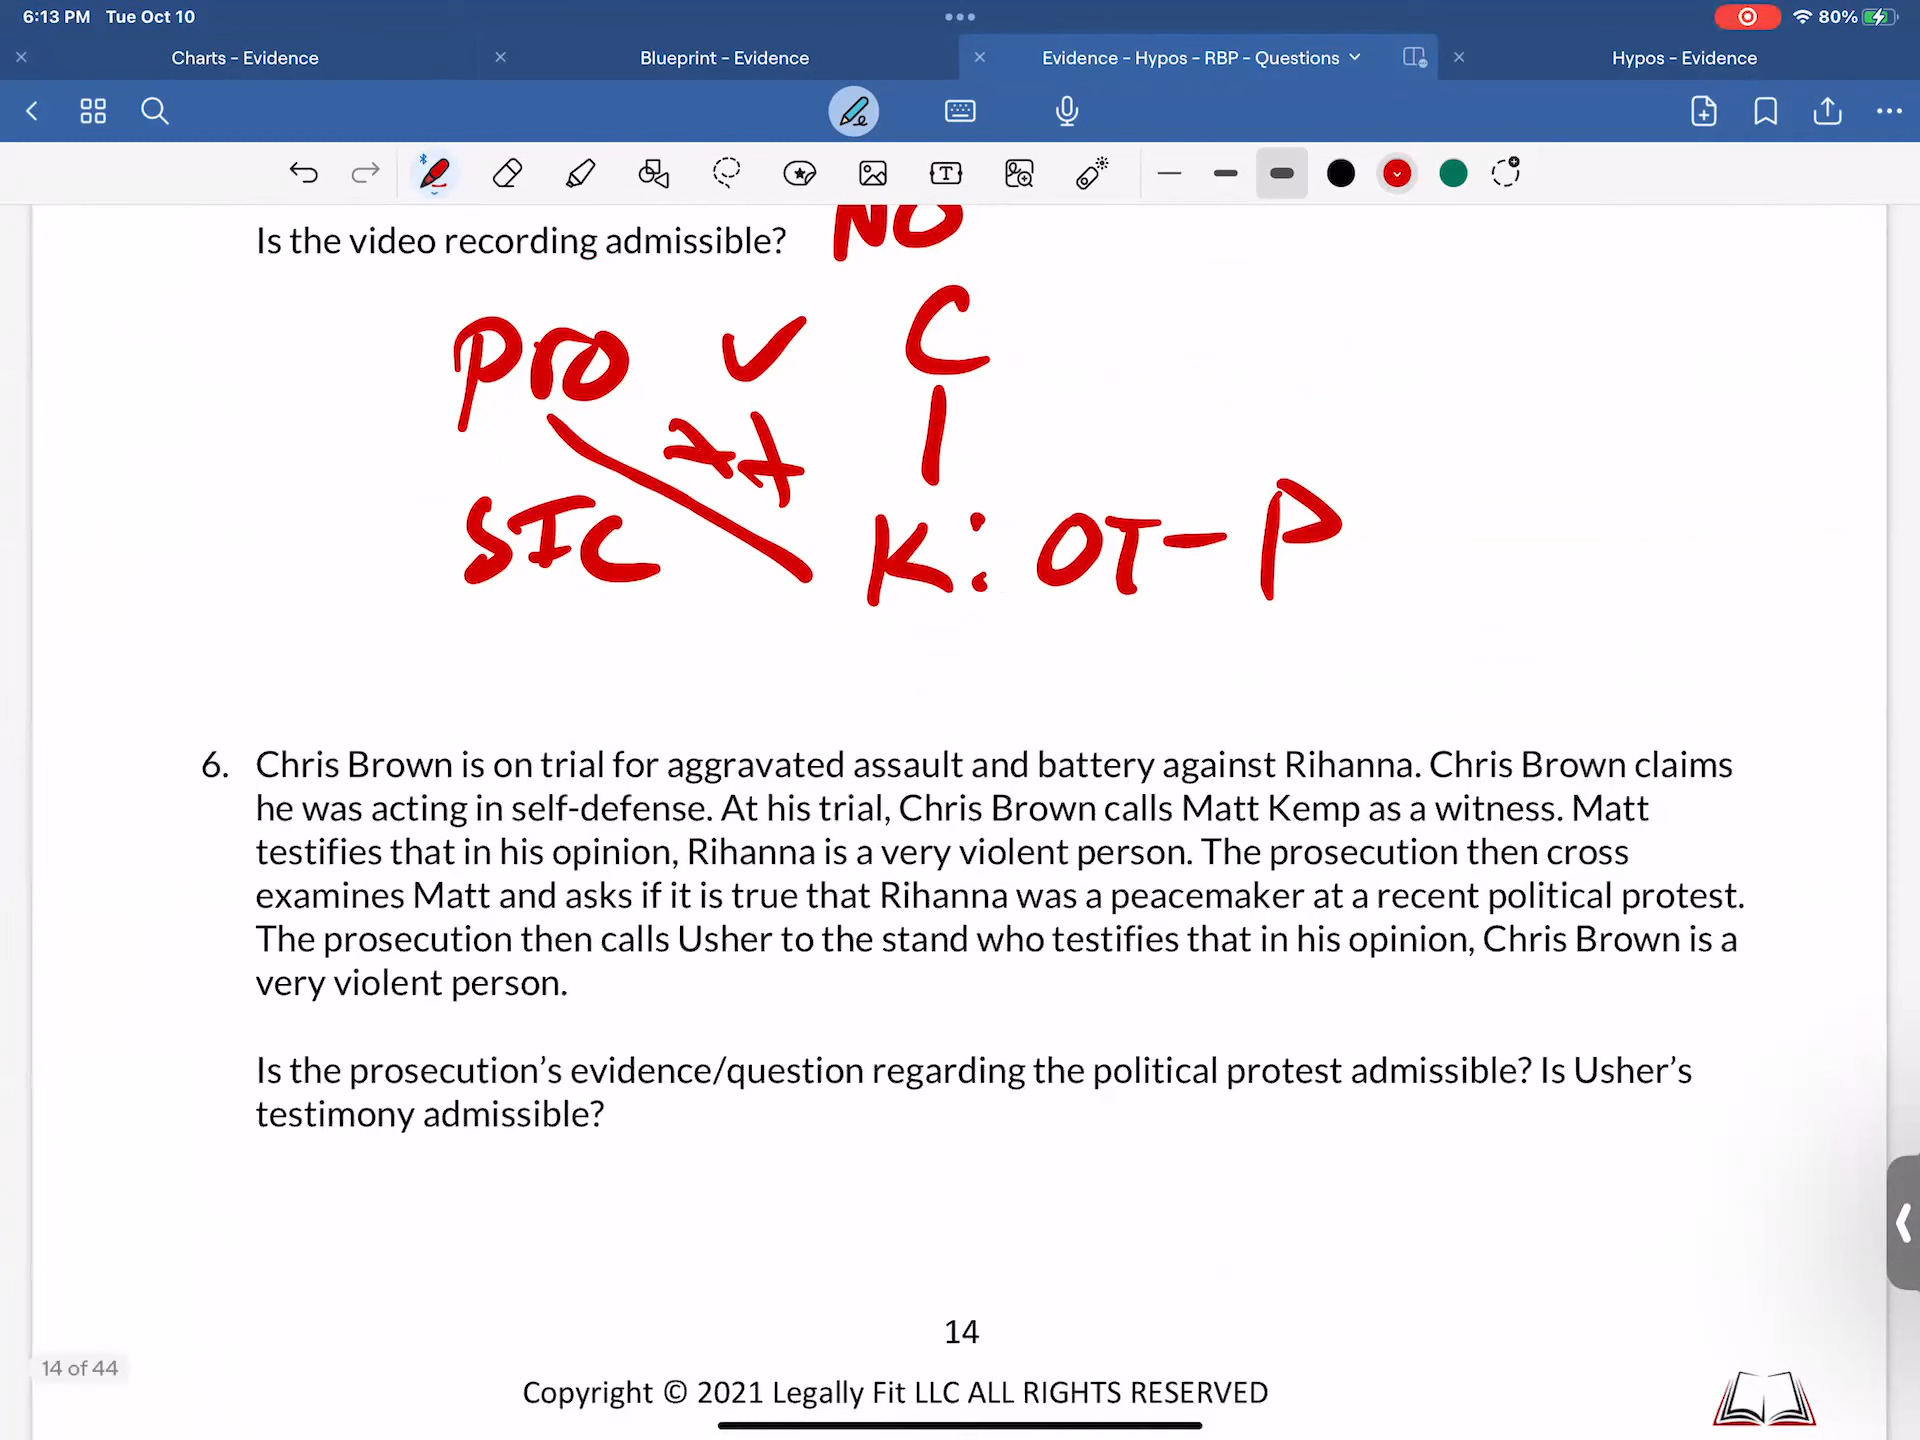 6:13 PM Tue Oct 10
80%
Charts - Evidence
Blueprint - Evidence
Evidence - Hypos - RBP - Questions
Hypos - Evidence
Is the video recording admissible? NO
Pro C
SIC K: OT - P
6. Chris Brown is on trial for aggravated assault and battery against Rihanna. Chris Brown claims
he was acting in self-defense. At his trial, Chris Brown calls Matt Kemp as a witness. Matt
testifies that in his opinion, Rihanna is a very violent person. The prosecution then cross
examines Matt and asks if it is true that Rihanna was a peacemaker at a recent political protest.
The prosecution then calls Usher to the stand who testifies that in his opinion, Chris Brown is a
very violent person.
Is the prosecution’s evidence/question regarding the political protest admissible? Is Usher’s
testimony admissible?
14
14 of 44
Copyright © 2021 Legally Fit LLC ALL RIGHTS RESERVED